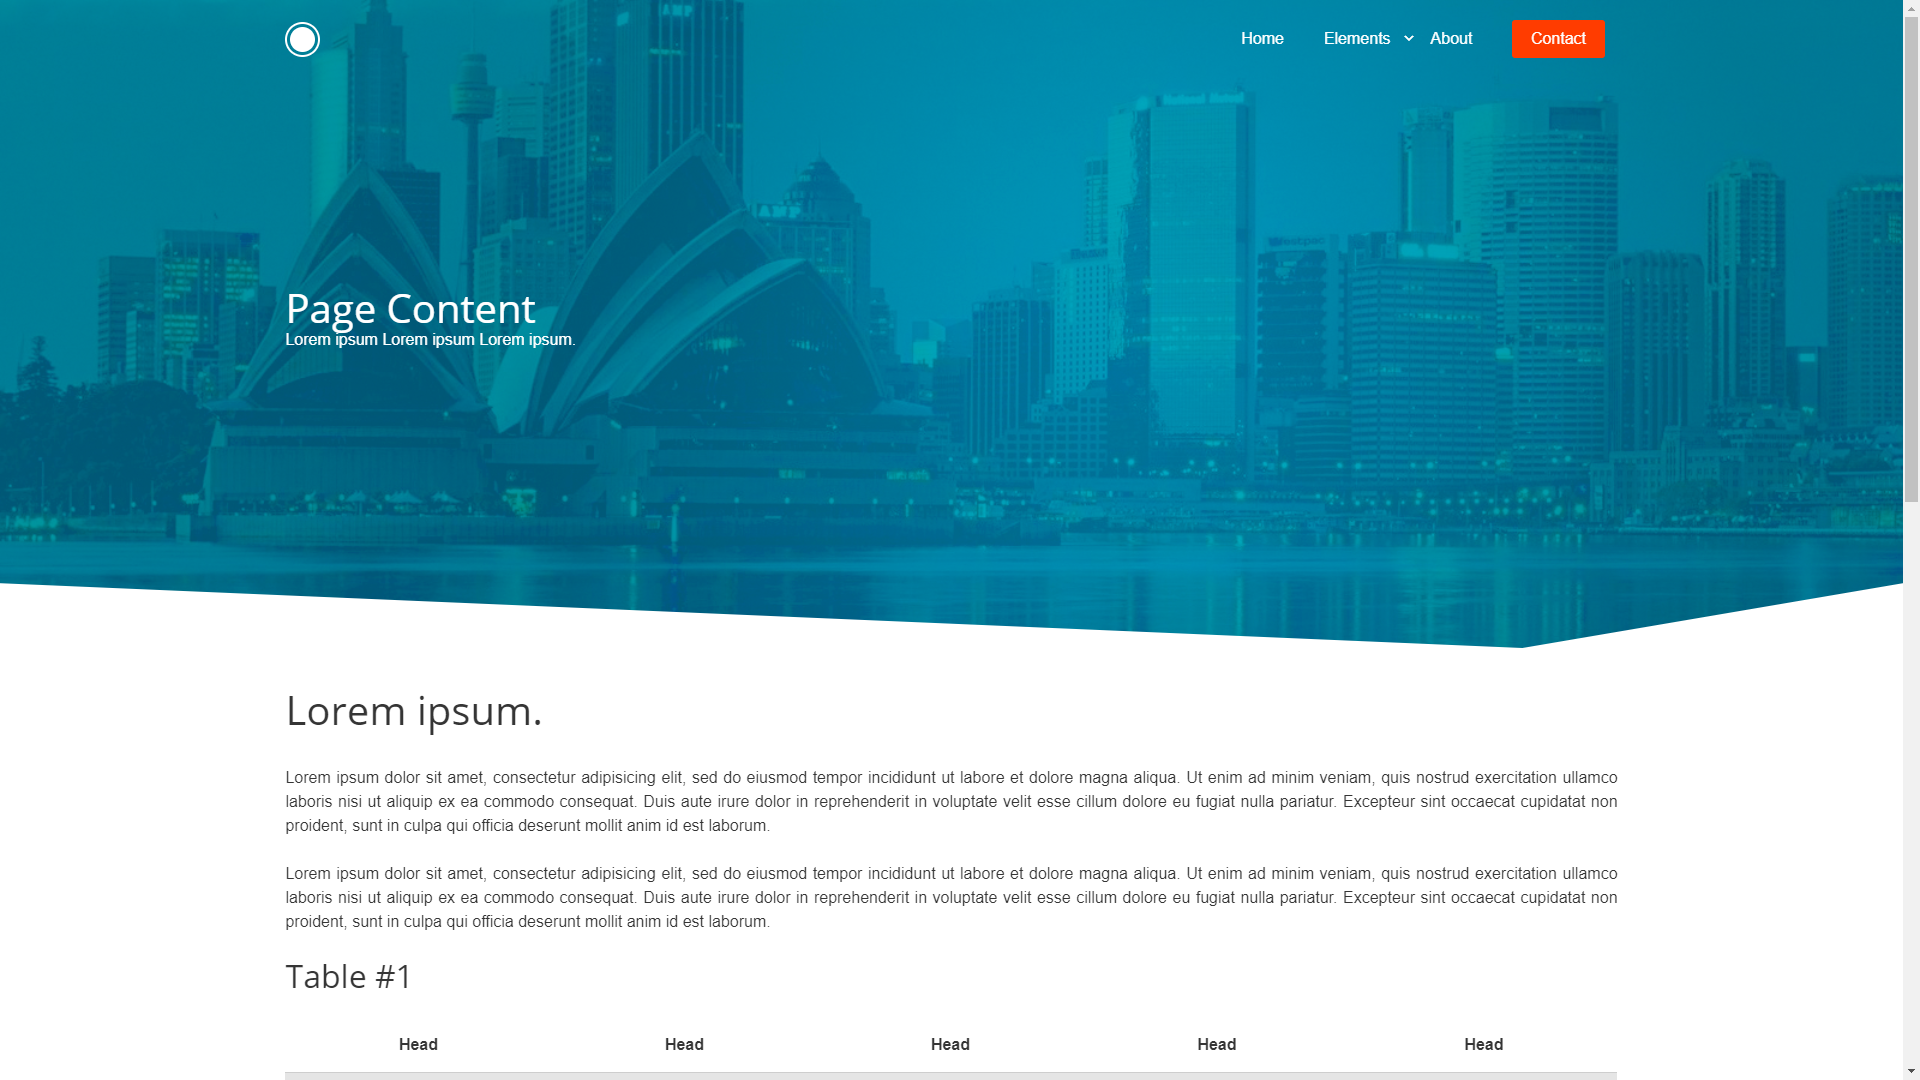 Home Elements About Contact
AMP
Page Content
Lorem ipsum Lorem ipsum Lorem ipsum.
Lorem ipsum.
Lorem ipsum dolor sit amet, consectetur adipisicing elit, sed do eiusmod tempor incididunt ut labore et dolore magna aliqua. Ut enim ad minim veniam, quis nostrud exercitation ullamco
laboris nisi ut aliquip ex ea commodo consequat. Duis aute irure dolor in reprehenderit in voluptate velit esse cillum dolore eu fugiat nulla pariatur. Excepteur sint occaecat cupidatat non
proident, sunt in culpa qui officia deserunt mollit anim id est laborum.
Lorem ipsum dolor sit amet, consectetur adipisicing elit, sed do eiusmod tempor incididunt ut labore et dolore magna aliqua. Ut enim ad minim veniam, quis nostrud exercitation ullamco
laboris nisi ut aliquip ex ea commodo consequat. Duis aute irure dolor in reprehenderit in voluptate velit esse cillum dolore eu fugiat nulla pariatur. Excepteur sint occaecat cupidatat non
proident, sunt in culpa qui officia deserunt mollit anim id est laborum.
Table #1
Head Head Head Head Head